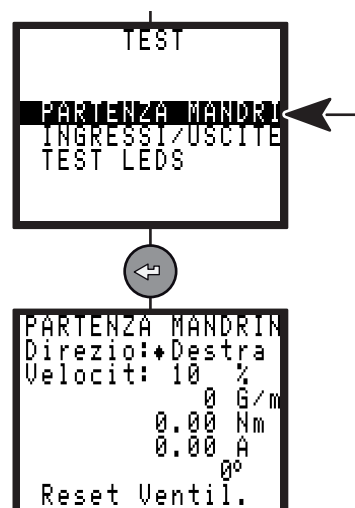 TEST
PARTENZA MANDRI
INGRESSI/USCITE
TEST LEDS
PARTENZA MANDRIN
Direzio:♦Destra
Velocit: 10 %
0 G/m
0.00 Nm
0.00 A
0°
Reset Ventil.